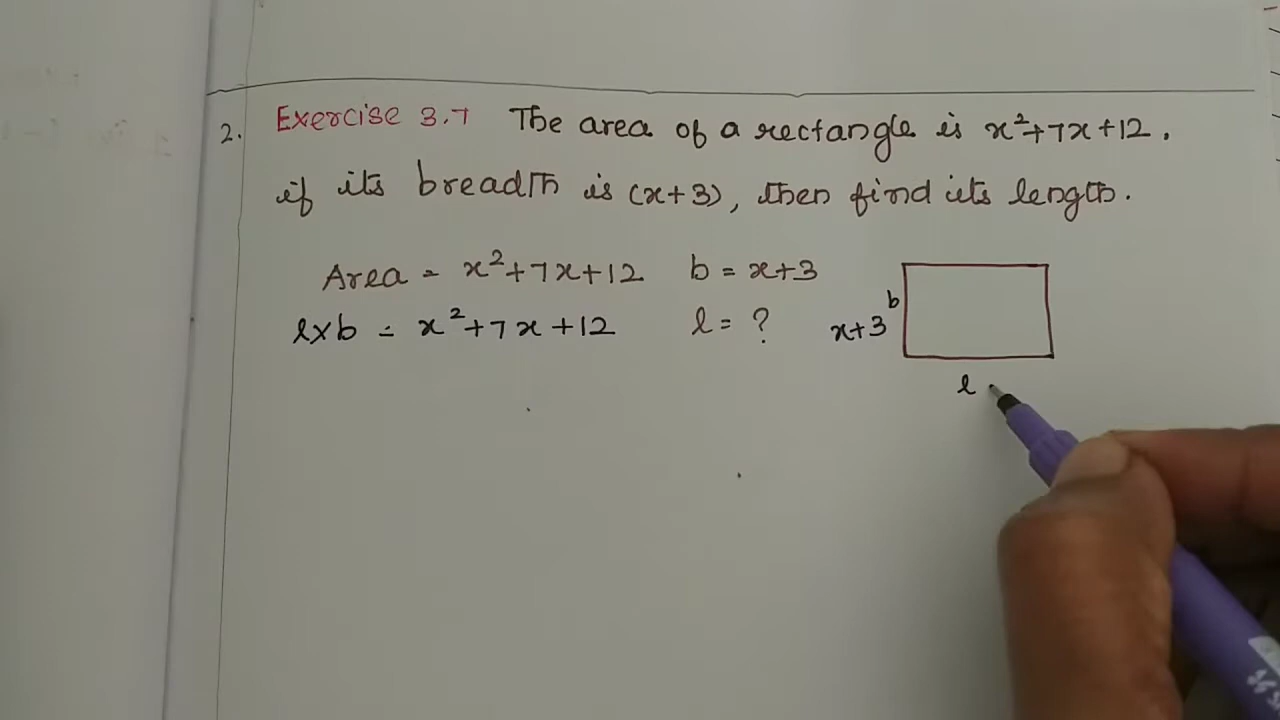 2. Exercise 3.7 The area of a rectangle is x²+7x+12.
if its breadth is (x+3), then find its length.
Area = x²+7x+12 b = x+3
l×b = x²+7x+12 l = ?
b
x+3
l